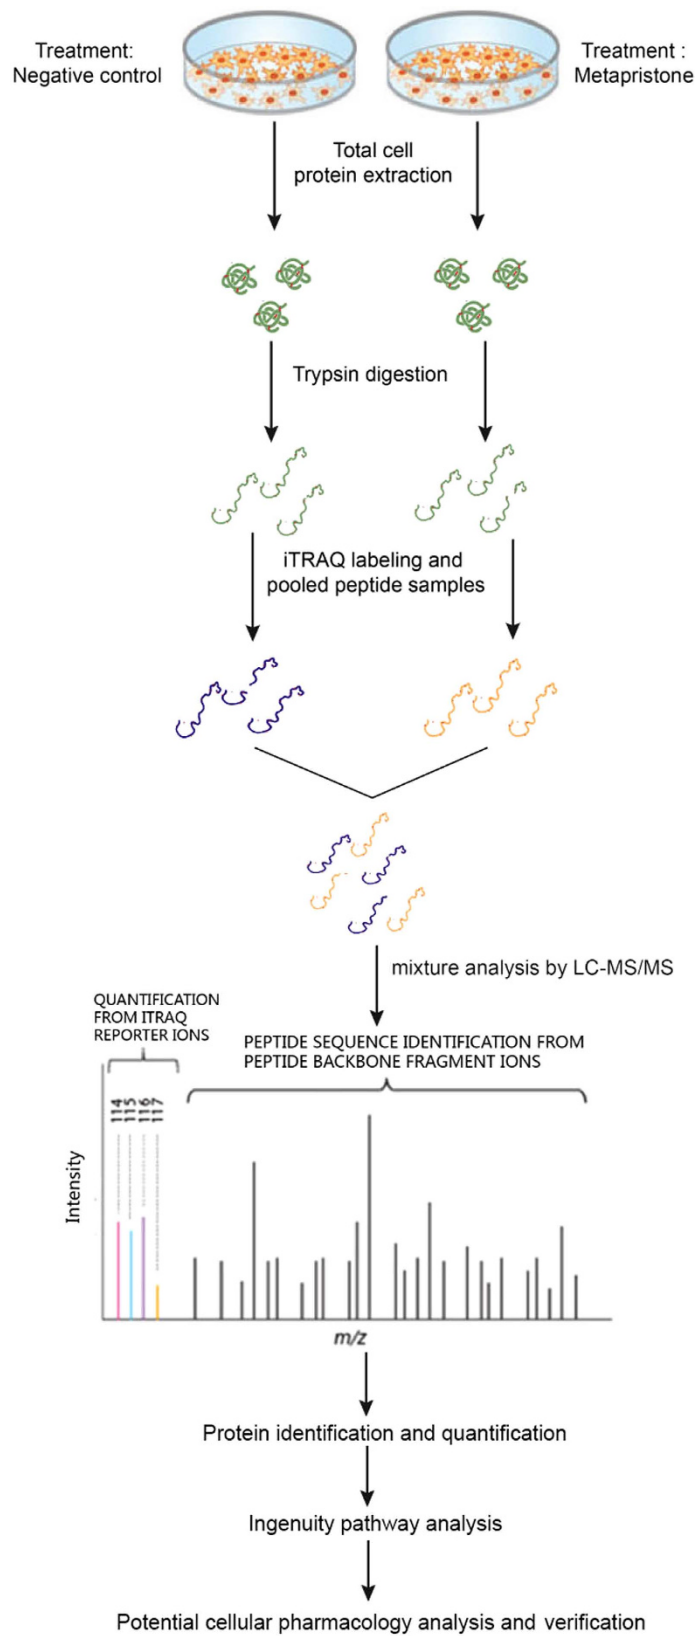 Treatment:
Negative control
Treatment :
Metapristone
Total cell
protein extraction
Trypsin digestion
iTRAQ labeling and
pooled peptide samples
mixture analysis by LC-MS/MS
QUANTIFICATION
FROM ITRAQ
REPORTER IONS
PEPTIDE SEQUENCE IDENTIFICATION FROM
PEPTIDE BACKBONE FRAGMENT IONS
114
115
116
117
Intensity
m/z
Protein identification and quantification
Ingenuity pathway analysis
Potential cellular pharmacology analysis and verification